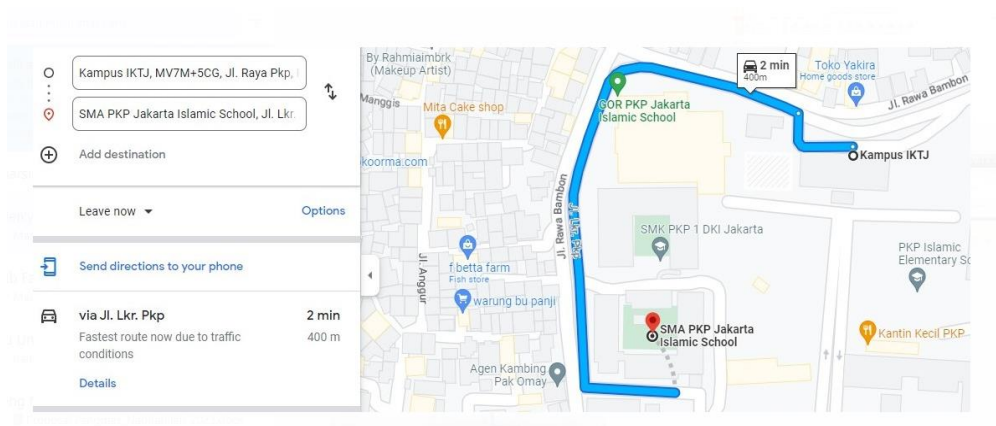 Kampus IKTJ, MV7M+5CG, Jl. Raya Pkp,
SMA PKP Jakarta Islamic School, Jl. Lkr.
Add destination
Leave now
Options
Send directions to your phone
via Jl. Lkr. Pkp
2 min
Fastest route now due to traffic
conditions
400 m
Details
By Rahmiaimbrk
(Makeup Artist)
Manggis
Mita Cake shop
koorma.com
GOR PKP Jakarta
Islamic School
2 min
400m
Toko Yakira
Home goods store
Jl. Rawa Bambon
Kampus IKTJ
Jl. Rawa Bambon
Jl. Lkr. Pkp
SMK PKP 1 DKI Jakarta
PKP Islamic
Elementary Sc
Jl. Anggur
f betta farm
Fish store
warung bu panji
SMA PKP Jakarta
Islamic School
Kantin Kecil PKP
Agen Kambing
Pak Omay